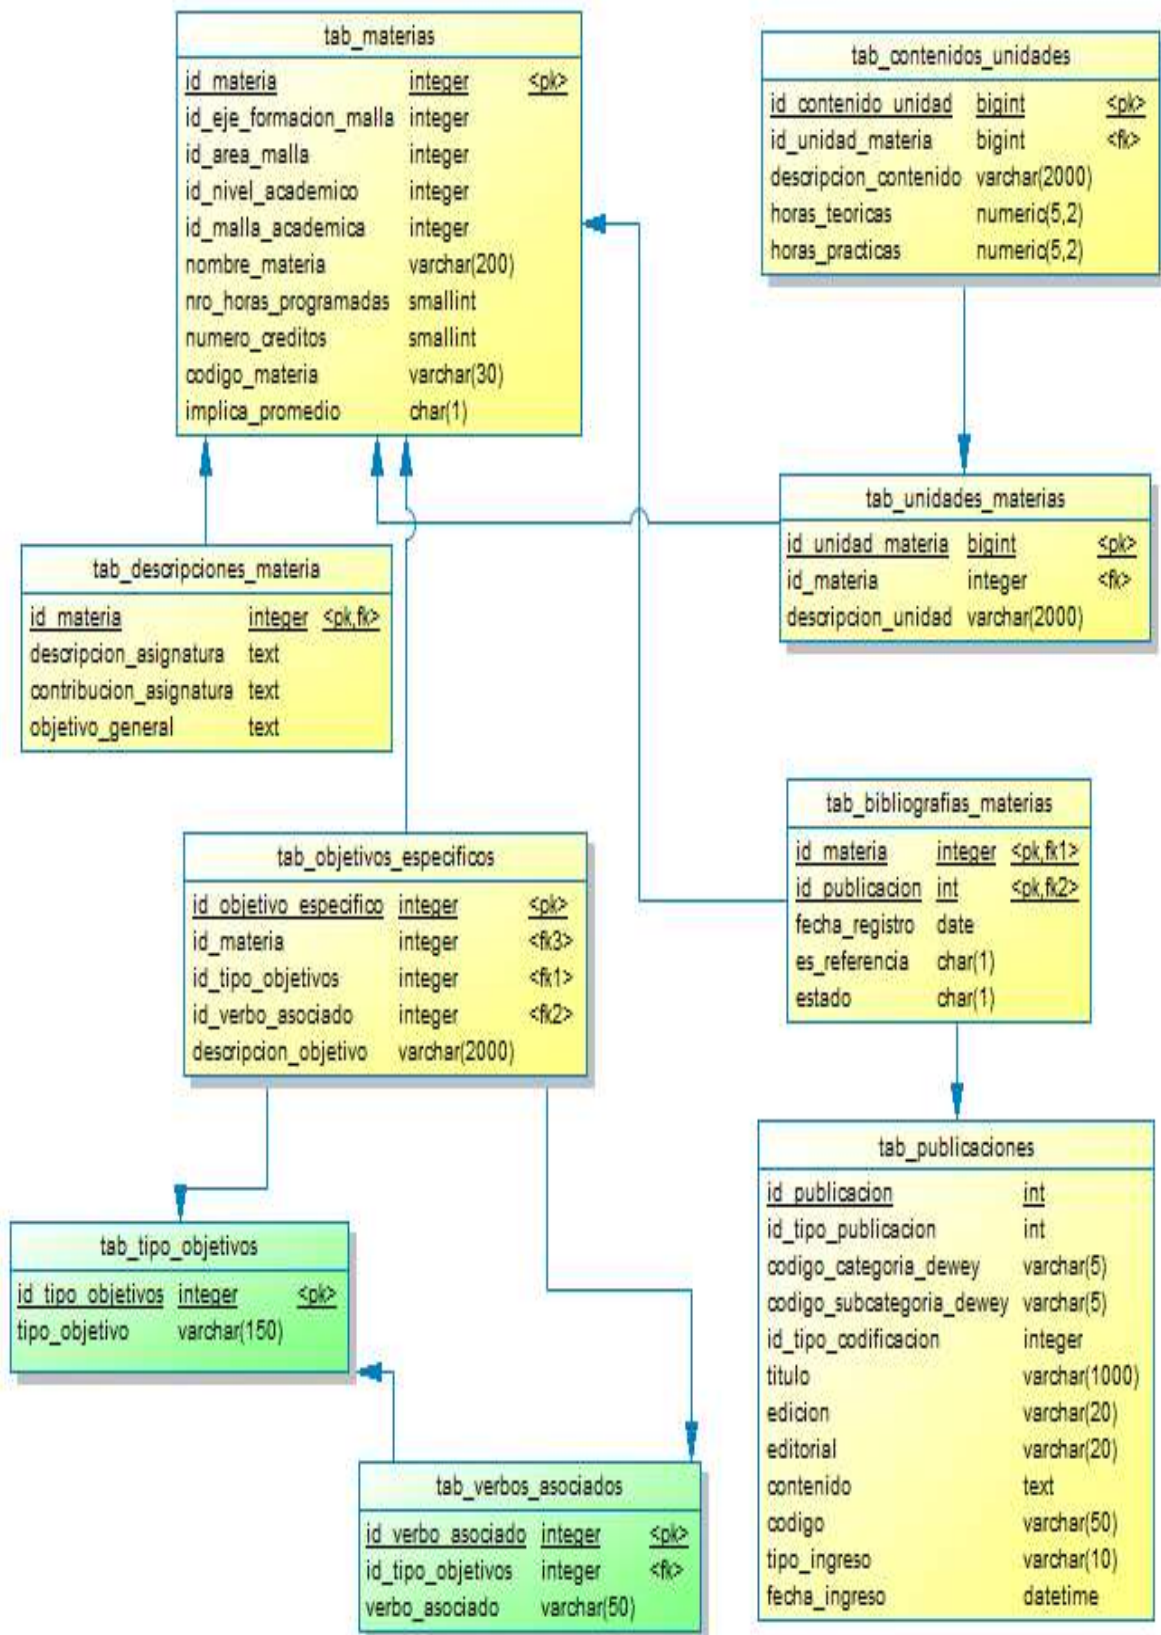 tab_materias
id_materia integer <pk>
id_eje_formacion_malla integer
id_area_malla integer
id_nivel_academico integer
id_malla_academica integer
nombre_materia varchar(200)
nro_horas_programadas smallint
numero_creditos smallint
codigo_materia varchar(30)
implica_promedio char(1)
tab_contenidos_unidades
id_contenido_unidad bigint <pk>
id_unidad_materia bigint <fk>
descripcion_contenido varchar(2000)
horas_teoricas numeric(5,2)
horas_practicas numeric(5,2)
tab_unidades_materias
id_unidad_materia bigint <pk>
id_materia integer <fk>
descripcion_unidad varchar(2000)
tab_descripciones_materia
id_materia integer <pk,fk>
descripcion_asignatura text
contribucion_asignatura text
objetivo_general text
tab_objetivos_especificos
id_objetivo_especifico integer <pk>
id_materia integer <fk3>
id_tipo_objetivos integer <fk1>
id_verbo_asociado integer <fk2>
descripcion_objetivo varchar(2000)
tab_bibliografias_materias
id_materia integer <pk,fk1>
id_publicacion int <pk,fk2>
fecha_registro date
es_referencia char(1)
estado char(1)
tab_publicaciones
id_publicacion int
id_tipo_publicacion int
codigo_categoria_dewey varchar(5)
codigo_subcategoria_dewey varchar(5)
id_tipo_codificacion integer
titulo varchar(1000)
edicion varchar(20)
editorial varchar(20)
contenido text
codigo varchar(50)
tipo_ingreso varchar(10)
fecha_ingreso datetime
tab_tipo_objetivos
id_tipo_objetivos integer <pk>
tipo_objetivo varchar(150)
tab_verbos_asociados
id_verbo_asociado integer <pk>
id_tipo_objetivos integer <fk>
verbo_asociado varchar(50)